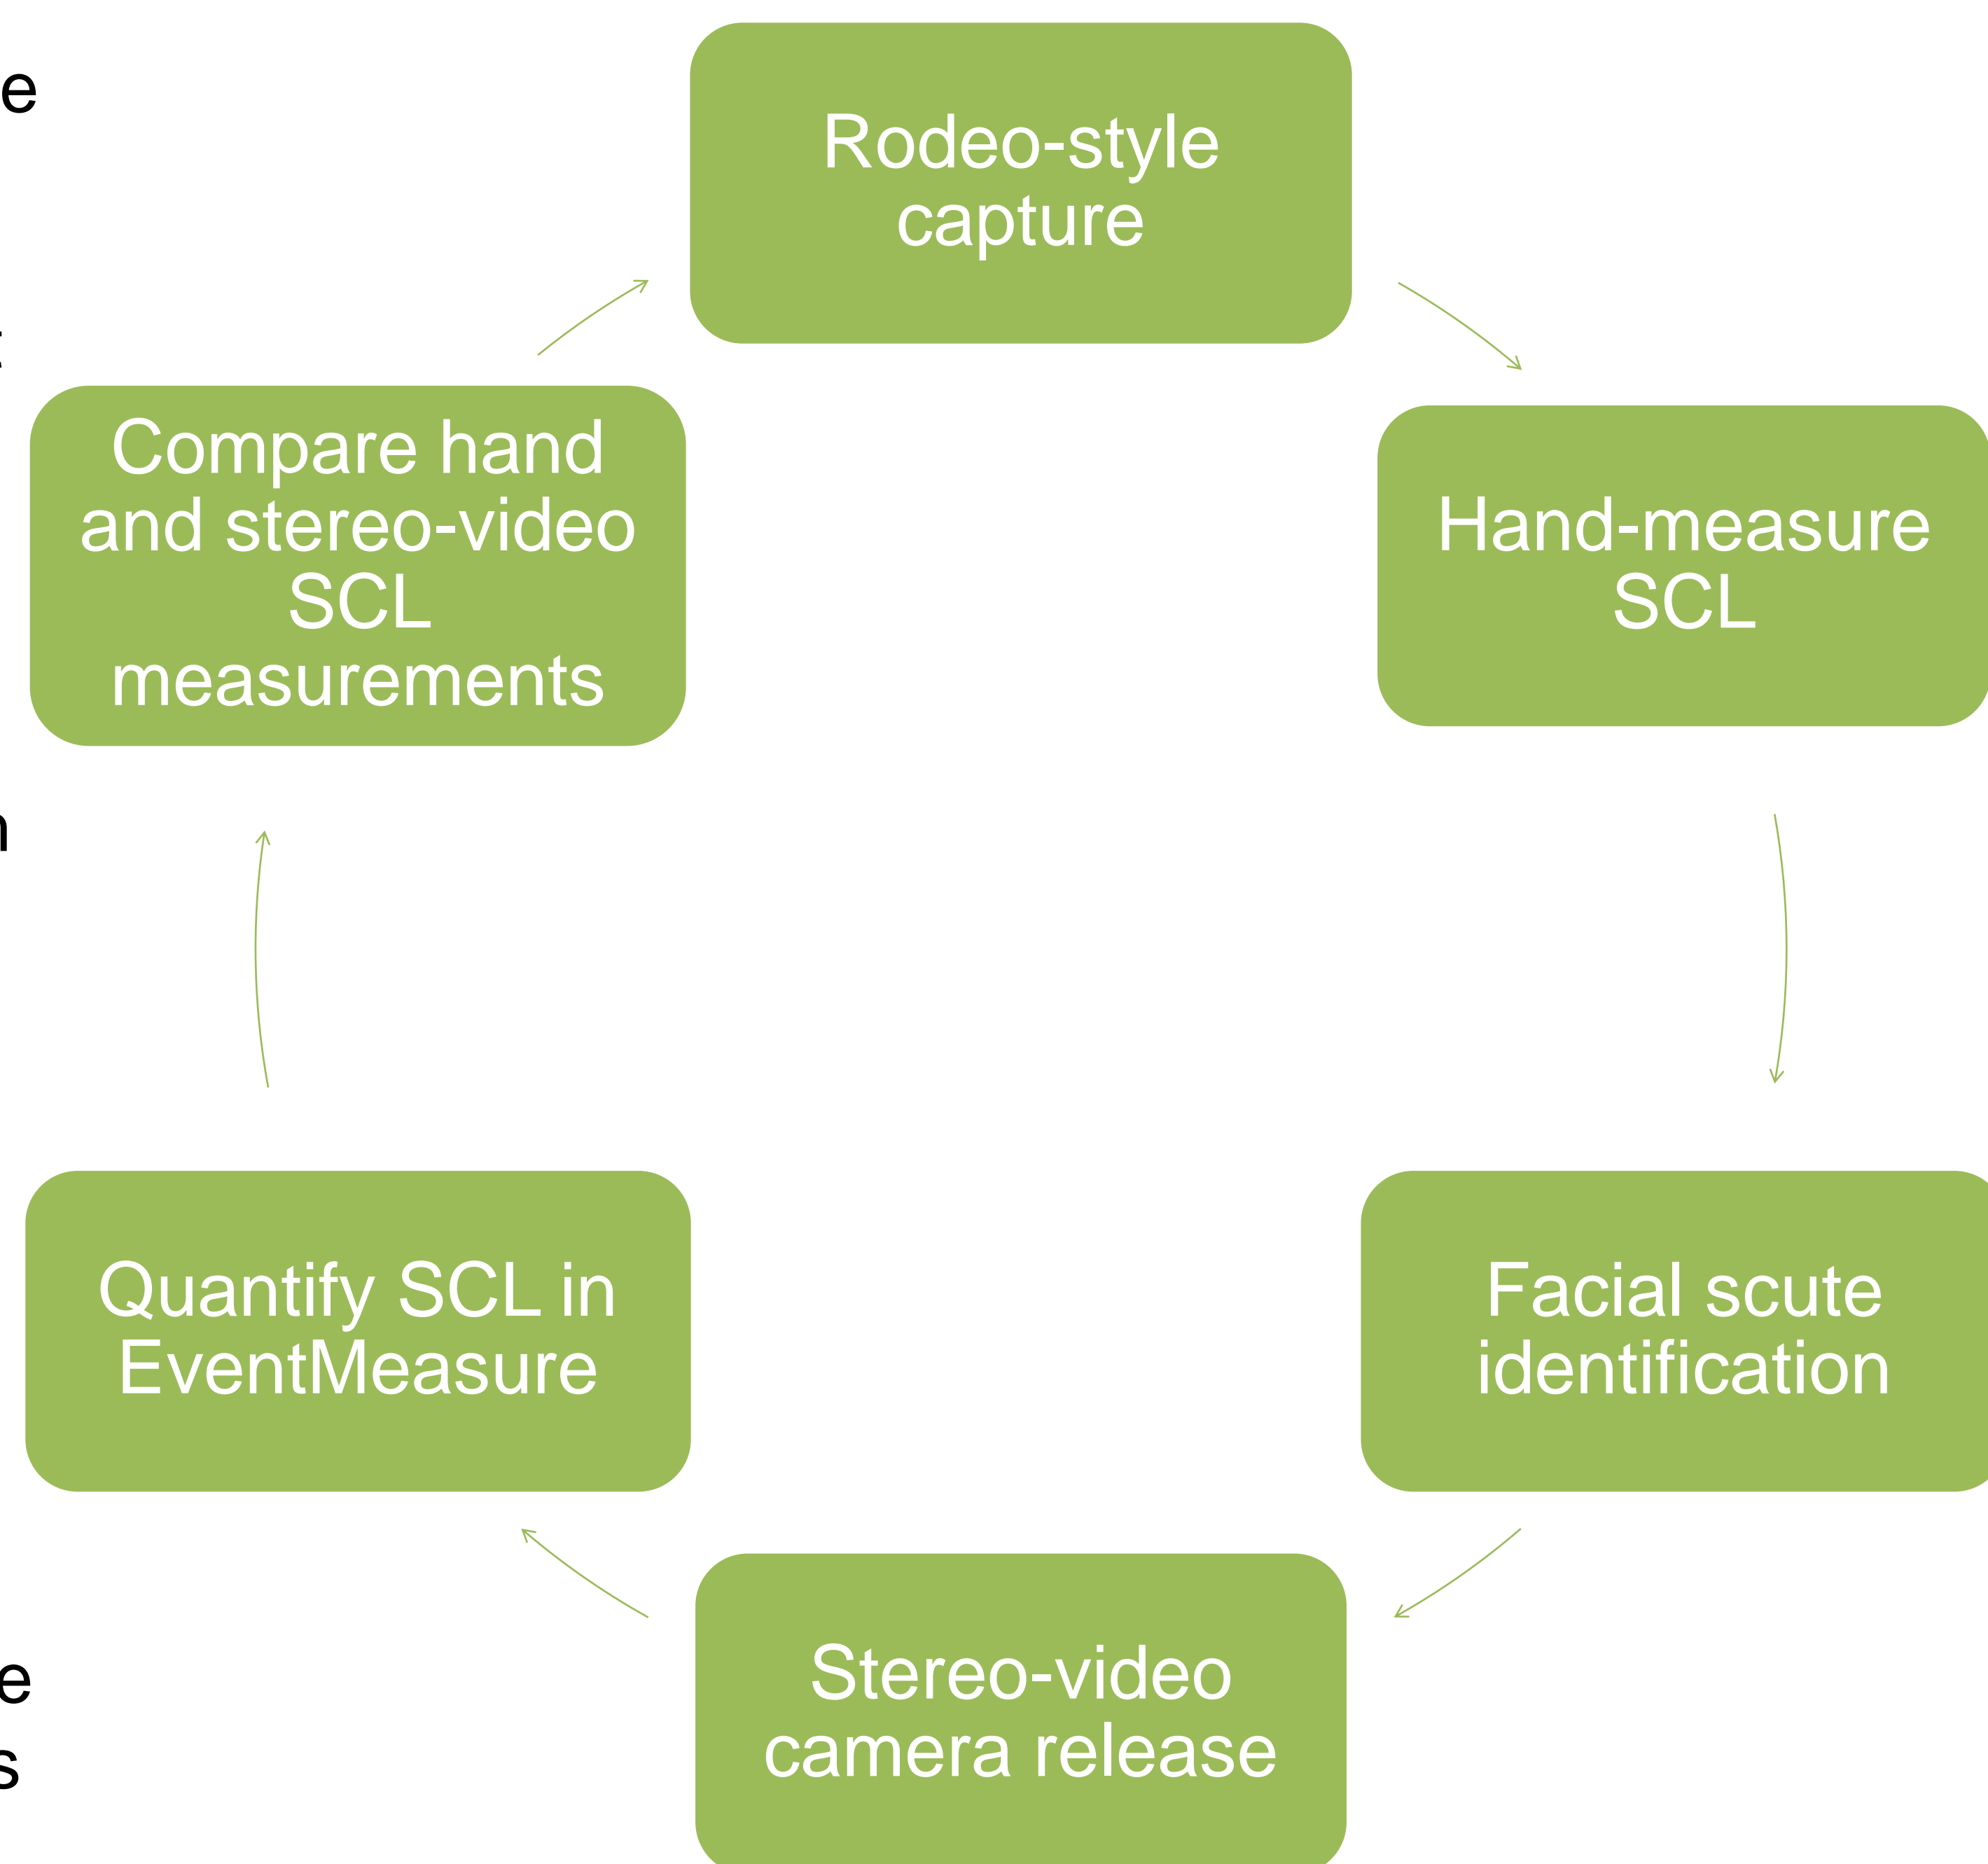 Rodeo-style
capture
Hand-measure
SCL
Facial scute
identification
Stereo-video
camera release
Quantify SCL in
EventMeasure
Compare hand
and stereo-video
SCL
measurements
e
e
s